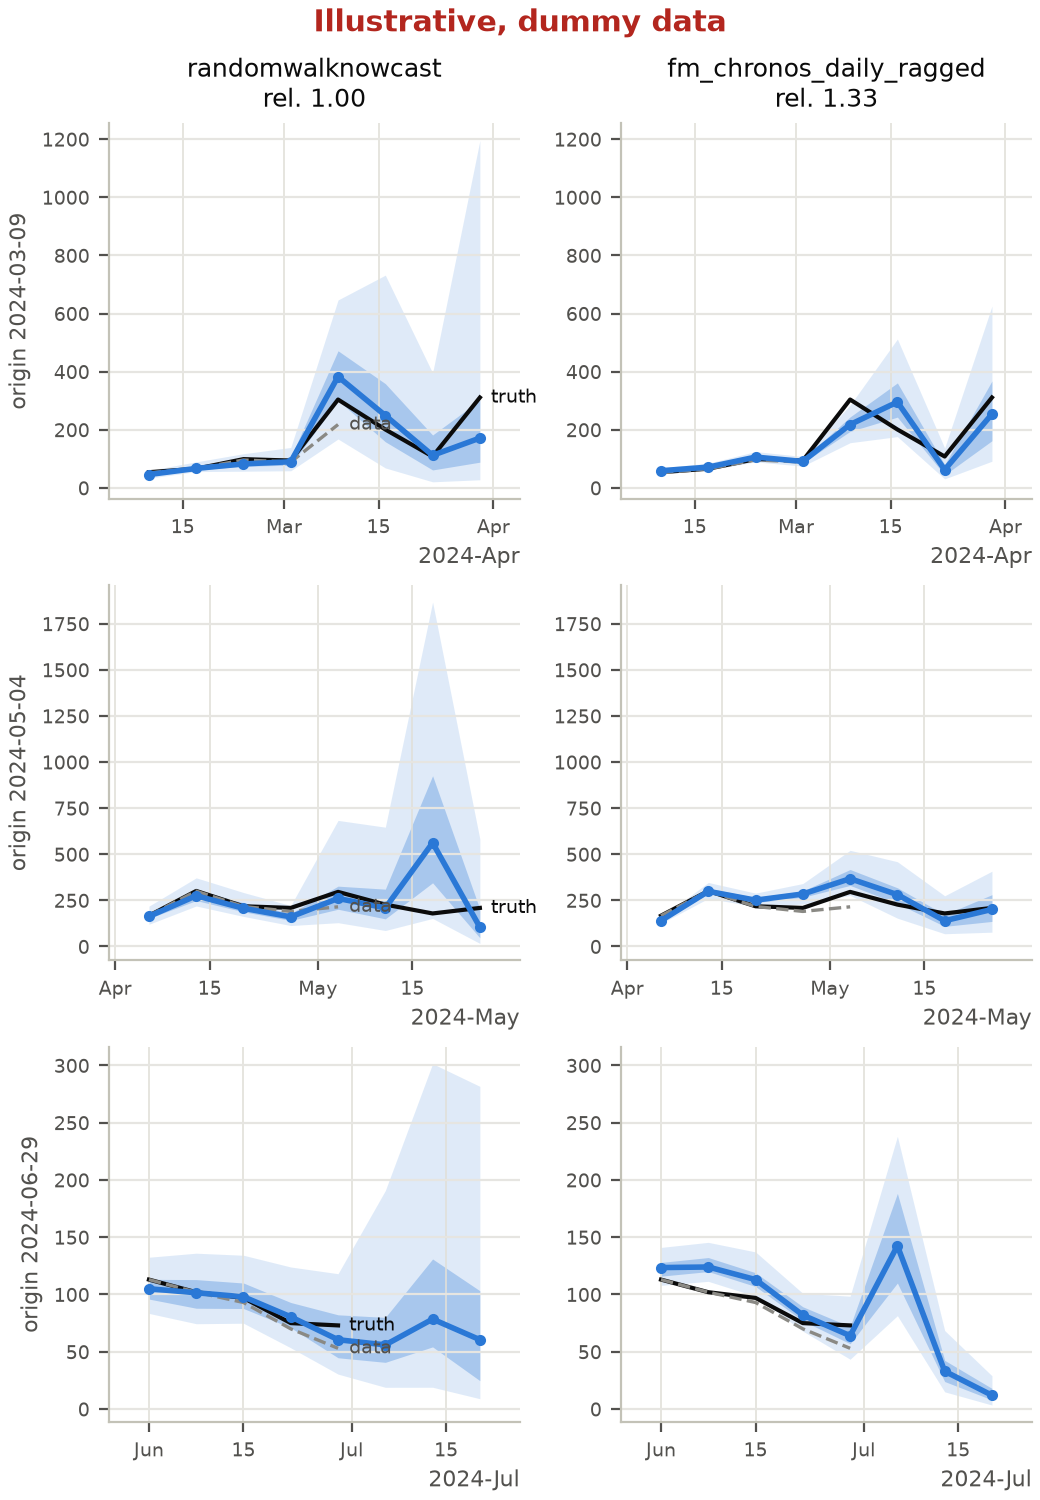 Illustrative, dummy data
randomwalknowcast
rel. 1.00
fm_chronos_daily_ragged
rel. 1.33
origin 2024-03-09
1200
1000
800
600
400
200
0
truth
data
15
Mar
15
Apr
2024-Apr
1200
1000
800
600
400
200
0
15
Mar
15
Apr
2024-Apr
origin 2024-05-04
1750
1500
1250
1000
750
500
250
0
data
truth
Apr
15
May
15
2024-May
1750
1500
1250
1000
750
500
250
0
Apr
15
May
15
2024-May
origin 2024-06-29
300
250
200
150
100
50
0
truth
data
Jun
15
Jul
15
2024-Jul
300
250
200
150
100
50
0
Jun
15
Jul
15
2024-Jul